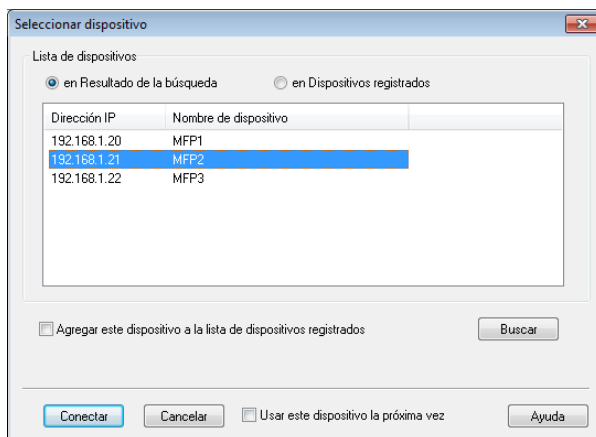 Seleccionar dispositivo
Lista de dispositivos
en Resultado de la búsqueda en Dispositivos registrados
Dirección IP Nombre de dispositivo
192.168.1.20 MFP1
192.168.1.21 MFP2
192.168.1.22 MFP3
Agregar este dispositivo a la lista de dispositivos registrados Buscar
Conectar Cancelar Usar este dispositivo la próxima vez Ayuda